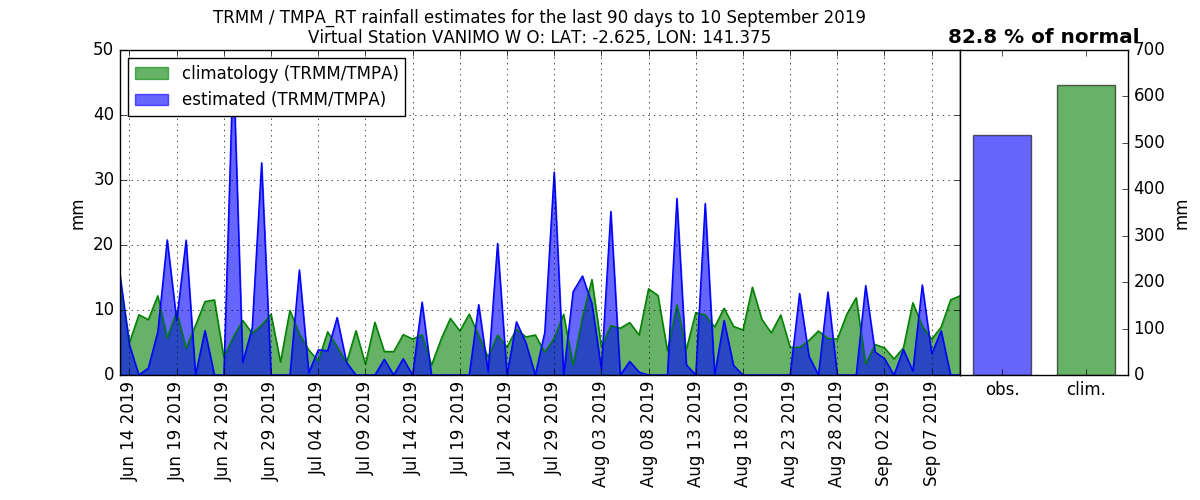 TRMM / TMPA_RT rainfall estimates for the last 90 days to 10 September 2019
Virtual Station VANIMO W O: LAT: -2.625, LON: 141.375
82.8 % of normal
climatology (TRMM/TMPA)
estimated (TRMM/TMPA)
mm
50
40
30
20
10
0
Jun 14 2019
Jun 19 2019
Jun 24 2019
Jun 29 2019
Jul 04 2019
Jul 09 2019
Jul 14 2019
Jul 19 2019
Jul 24 2019
Jul 29 2019
Aug 03 2019
Aug 08 2019
Aug 13 2019
Aug 18 2019
Aug 23 2019
Aug 28 2019
Sep 02 2019
Sep 07 2019
obs.
clim.
700
600
500
400
300
200
100
0
mm